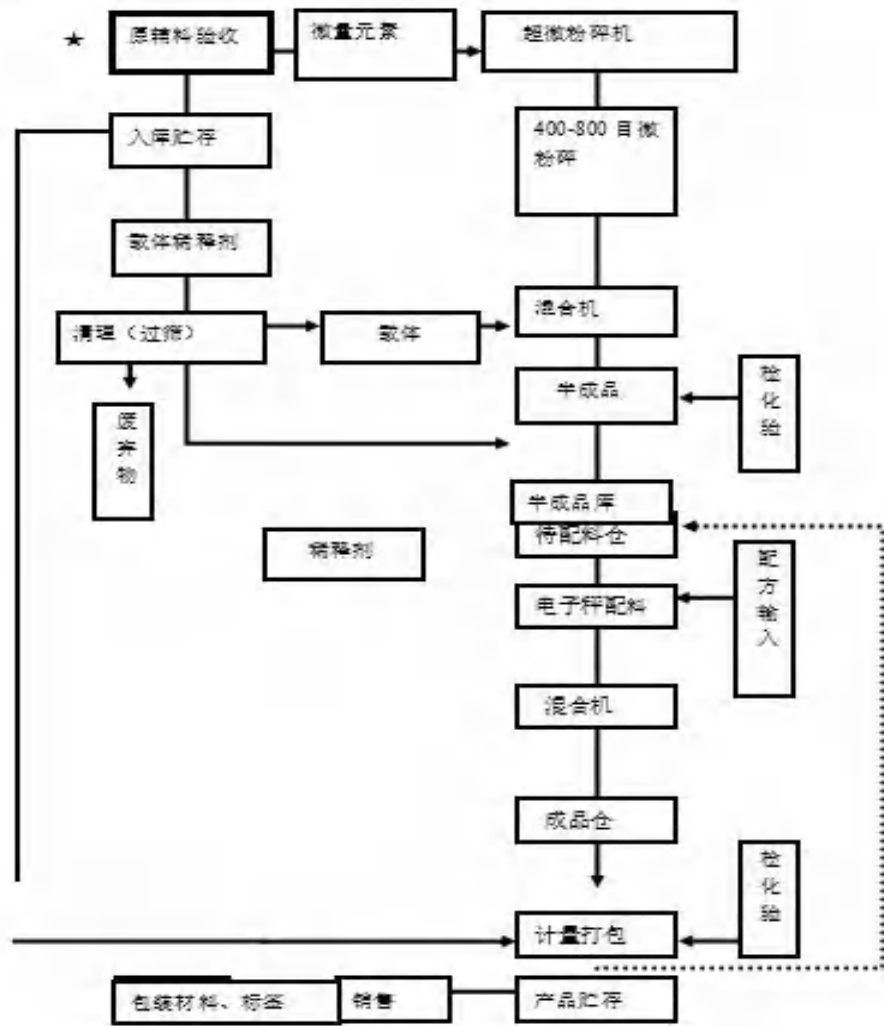 ★
原辅料验收
微量元素
超微粉碎机
入库贮存
400-800 目微
粉碎
载体稀释剂
混合机
清理（过筛）
载体
半成品
检
化
验
废
弃
物
半成品库
待配料仓
稀释剂
配
方
输
入
电子秤配料
混合机
成品仓
检
化
验
计量打包
包装材料、标签
销售
产品贮存